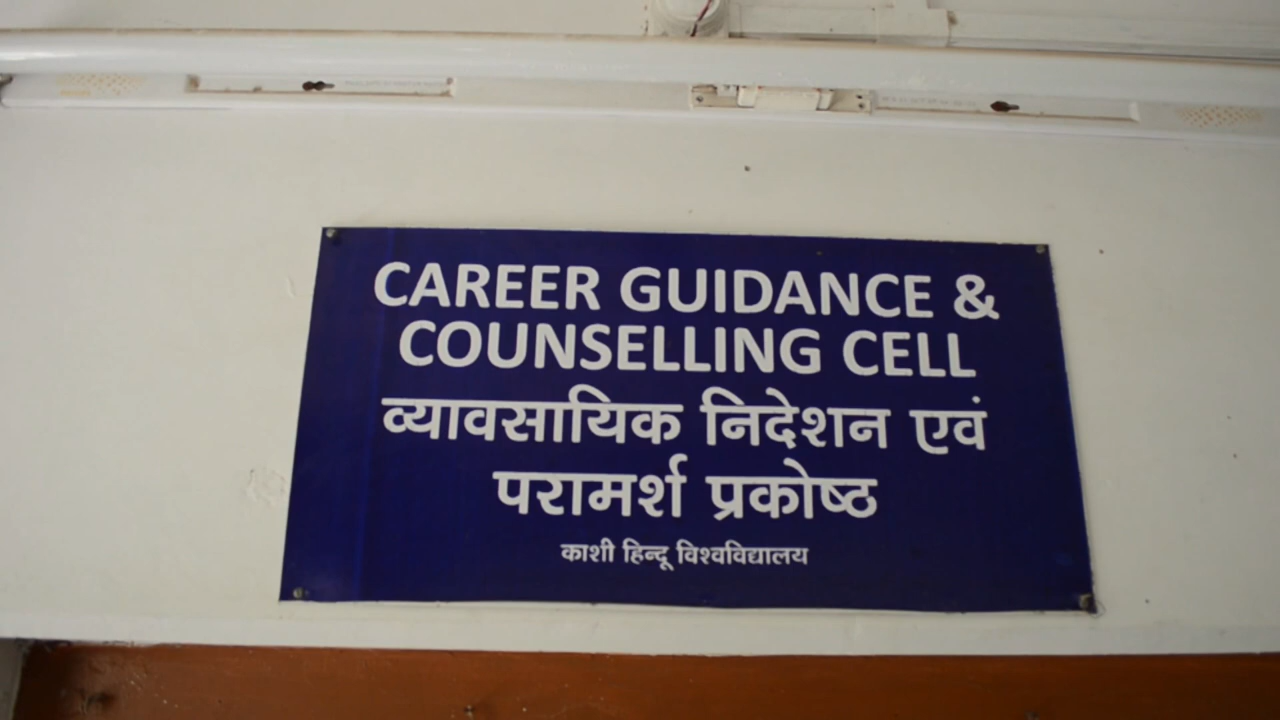 CAREER GUIDANCE &
COUNSELLING CELL
व्यावसायिक निदेशन एवं
परामर्श प्रकोष्ठ
काशी हिन्दू विश्वविद्यालय